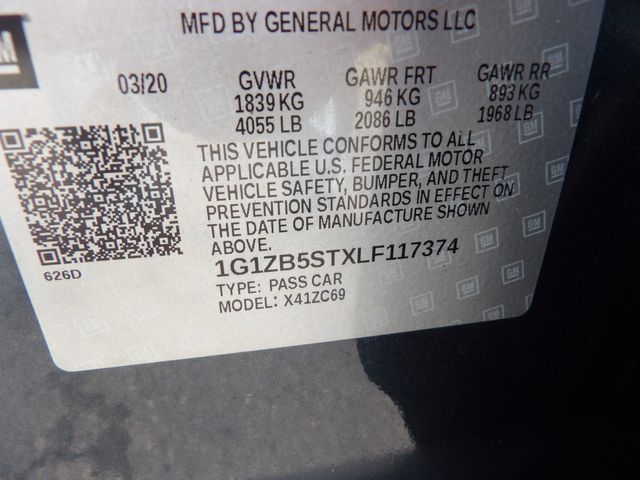 GM
MFD BY GENERAL MOTORS LLC
03/20 GVWR GAWR FRT GAWR RR
1839 KG 946 KG 893 KG
4055 LB 2086 LB 1968 LB
THIS VEHICLE CONFORMS TO ALL
APPLICABLE U.S. FEDERAL MOTOR
VEHICLE SAFETY, BUMPER, AND THEFT
PREVENTION STANDARDS IN EFFECT ON
THE DATE OF MANUFACTURE SHOWN
ABOVE.
1G1ZB5STXLF117374
626D
TYPE: PASS CAR
MODEL: X41ZC69